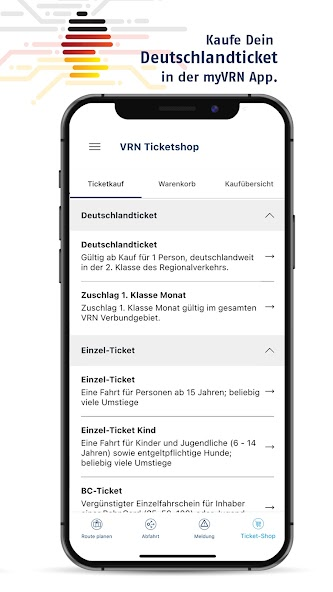 Kaufe Dein
Deutschlandticket
in der myVRN App.
VRN Ticketshop
Ticketkauf Warenkorb Kaufübersicht
Deutschlandticket
Deutschlandticket
Gültig ab Kauf für 1 Person, deutschlandweit
in der 2. Klasse des Regionalverkehrs.
Zuschlag 1. Klasse Monat
Zuschlag 1. Klasse Monat gültig im gesamten
VRN Verbundgebiet.
Einzel-Ticket
Einzel-Ticket
Eine Fahrt für Personen ab 15 Jahren; beliebig
viele Umstiege
Einzel-Ticket Kind
Eine Fahrt für Kinder und Jugendliche (6 - 14
Jahren) sowie entgeltpflichtige Hunde;
beliebig viele Umstiege
BC-Ticket
Vergünstigter Einzelfahrschein für Inhaber
Route planen Abfahrt Meldung Ticket-Shop